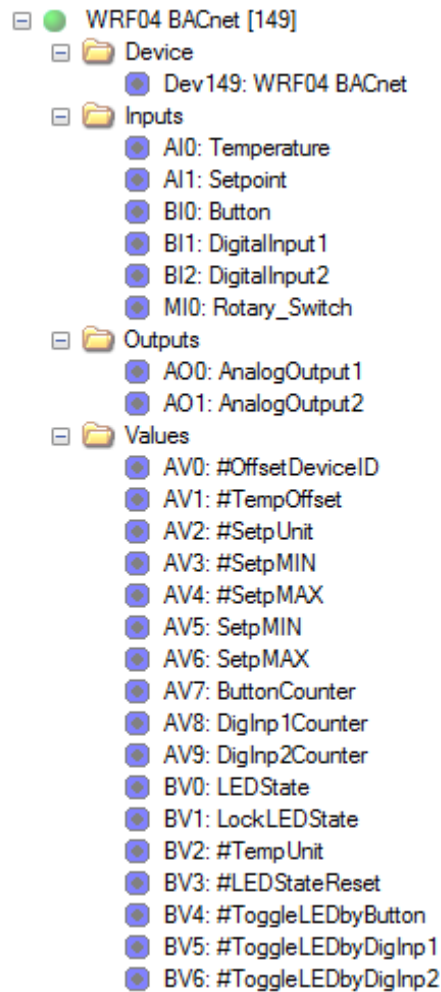 WRF04 BACnet [149]
Device
Dev149: WRF04 BACnet
Inputs
AI0: Temperature
AI1: Setpoint
BI0: Button
BI1: DigitalInput1
BI2: DigitalInput2
MI0: Rotary_Switch
Outputs
AO0: AnalogOutput1
AO1: AnalogOutput2
Values
AV0: #OffsetDeviceID
AV1: #TempOffset
AV2: #SetpUnit
AV3: #SetpMIN
AV4: #SetpMAX
AV5: SetpMIN
AV6: SetpMAX
AV7: ButtonCounter
AV8: DigInp1Counter
AV9: DigInp2Counter
BV0: LEDState
BV1: LockLEDState
BV2: #TempUnit
BV3: #LEDStateReset
BV4: #ToggleLEDbyButton
BV5: #ToggleLEDbyDigInp1
BV6: #ToggleLEDbyDigInp2